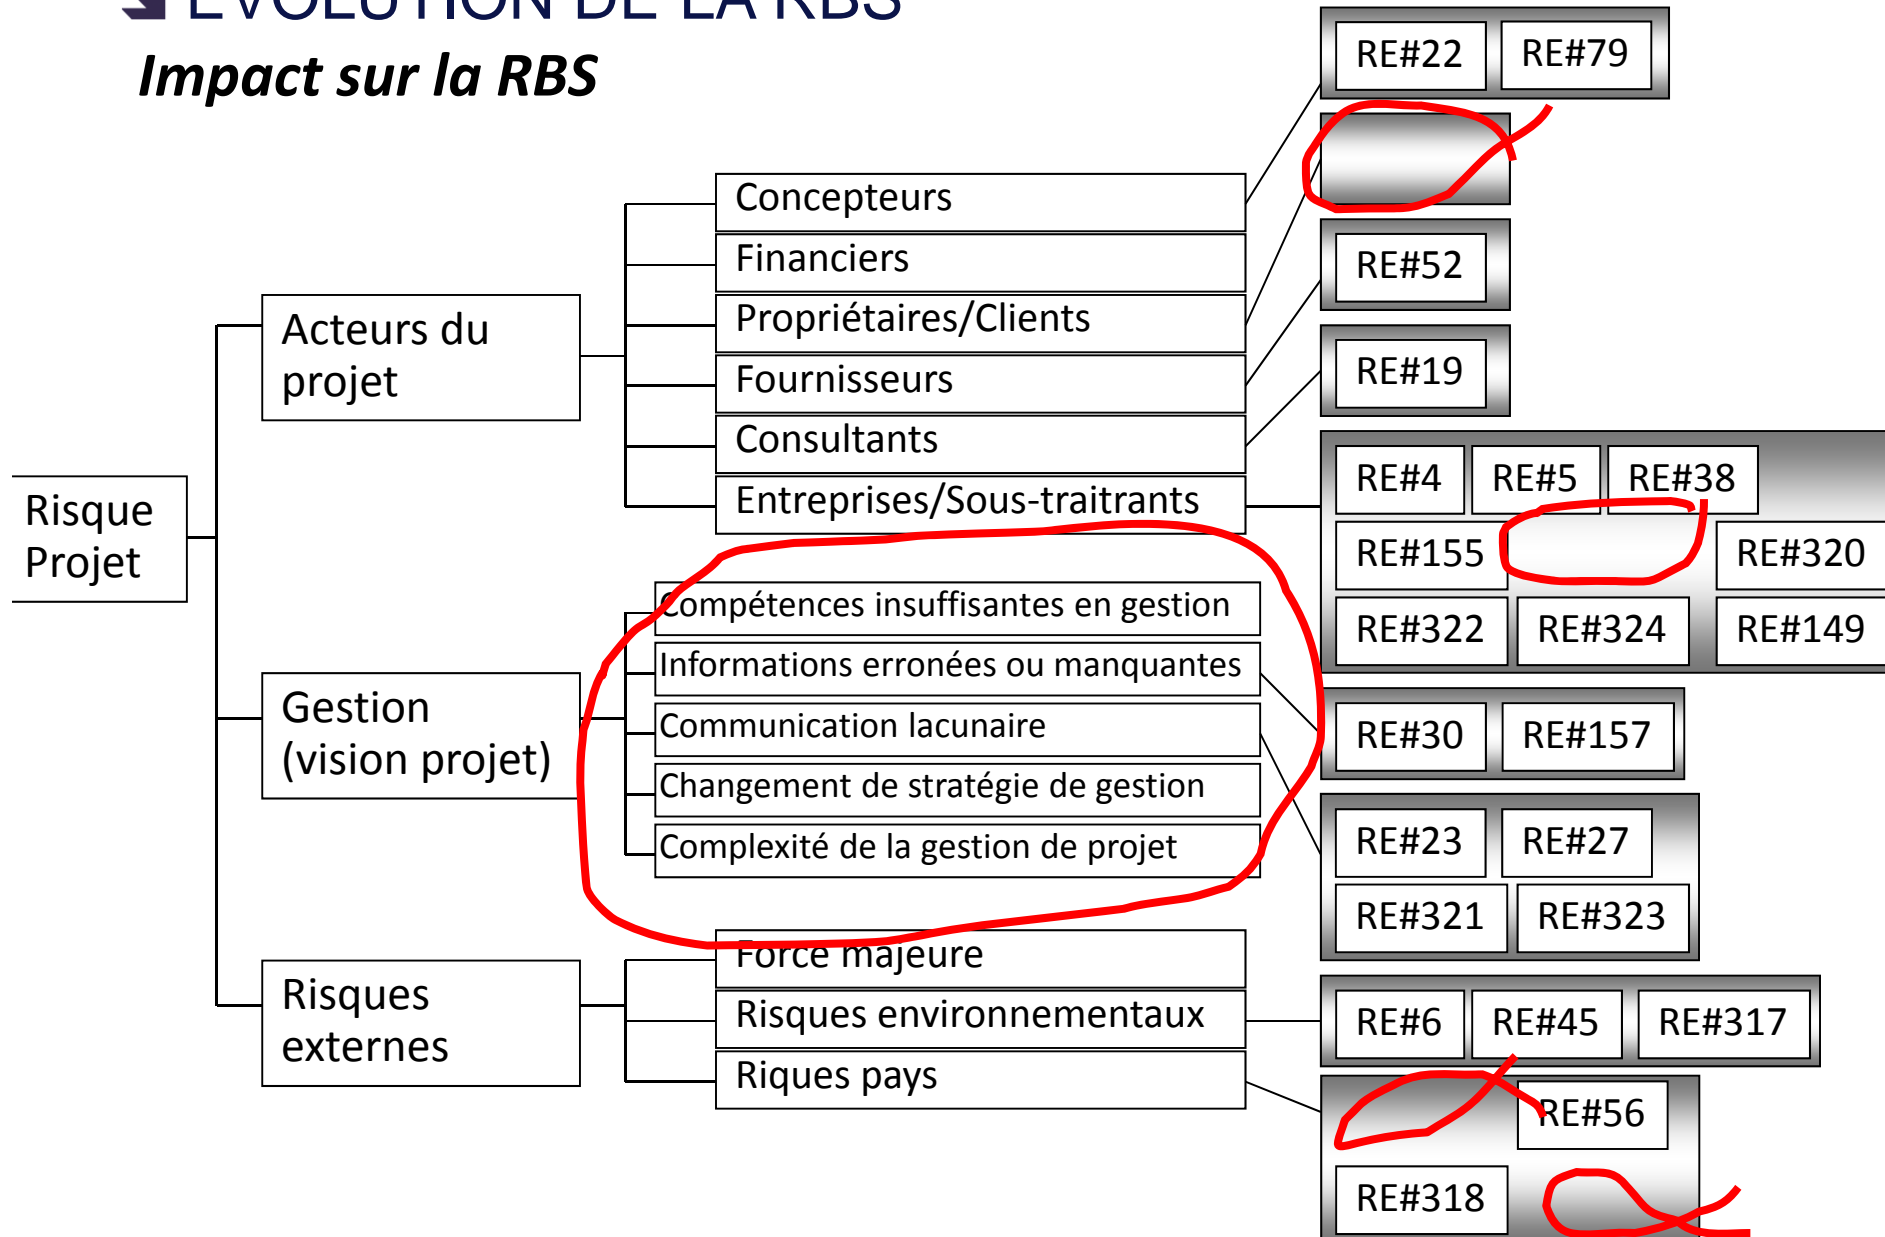 EVOLUTION DE LA RBS
Impact sur la RBS
Risque
Projet
Acteurs du
projet
Concepteurs
Financiers
Propriétaires/Clients
Fournisseurs
Consultants
Entreprises/Sous-traitrants
Gestion
(vision projet)
Compétences insuffisantes en gestion
Informations erronées ou manquantes
Communication lacunaire
Changement de stratégie de gestion
Complexité de la gestion de projet
Risques
externes
Force majeure
Risques environnementaux
Riques pays
RE#22 RE#79
RE#52
RE#19
RE#4 RE#5 RE#38
RE#155 RE#320
RE#322 RE#324 RE#149
RE#30 RE#157
RE#23 RE#27
RE#321 RE#323
RE#6 RE#45 RE#317
RE#56
RE#318